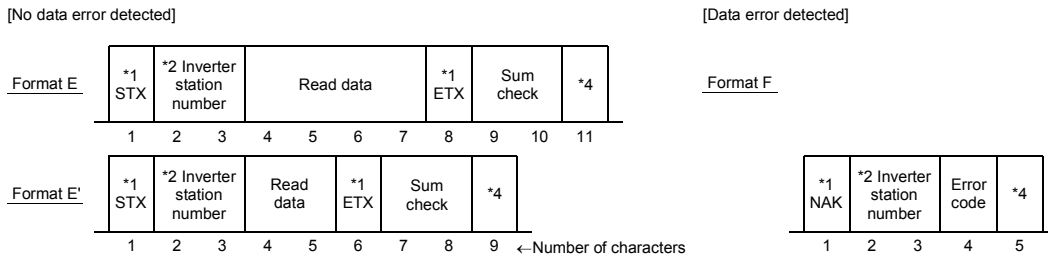 [No data error detected]
[Data error detected]
Format E
*1 STX
*2 Inverter station number
Read data
*1 ETX
Sum check
*4
1 2 3 4 5 6 7 8 9 10 11
Format F
Format E'
*1 STX
*2 Inverter station number
Read data
*1 ETX
Sum check
*4
1 2 3 4 5 6 7 8 9 ←Number of characters
*1 NAK
*2 Inverter station number
Error code
*4
1 2 3 4 5